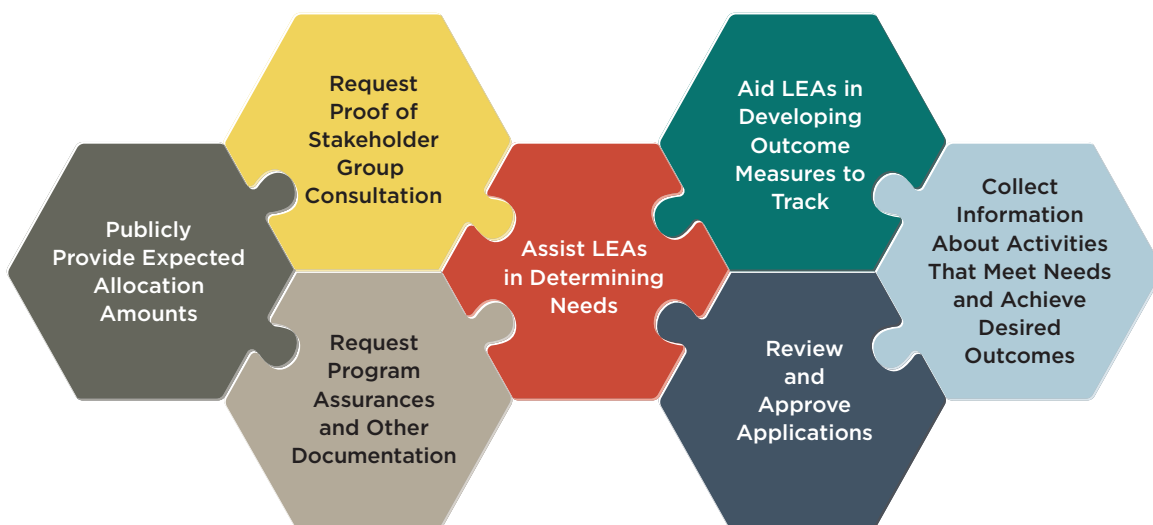 Publicly
Provide Expected
Allocation
Amounts
Request
Proof of
Stakeholder
Group
Consultation
Request
Program
Assurances
and Other
Documentation
Assist LEAs
in Determining
Needs
Aid LEAs in
Developing
Outcome
Measures to
Track
Review
and
Approve
Applications
Collect
Information
About Activities
That Meet Needs
and Achieve
Desired
Outcomes